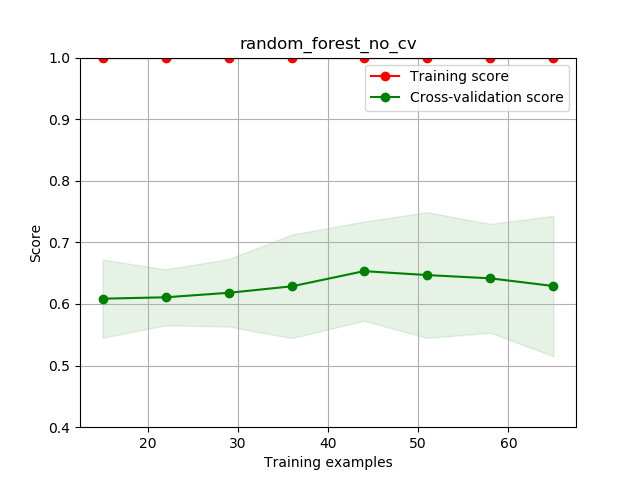 random_forest_no_cv
1.0
Training score
Cross-validation score
0.9
0.8
0.7
Score
0.6
0.5
0.4
20 30 40 50 60
Training examples